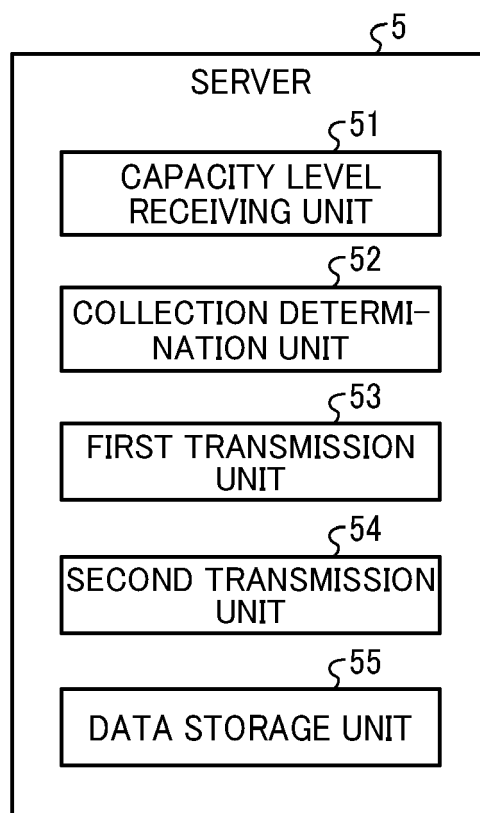 5
SERVER
51
CAPACITY LEVEL
RECEIVING UNIT
52
COLLECTION DETERMI-
NATION UNIT
53
FIRST TRANSMISSION
UNIT
54
SECOND TRANSMISSION
UNIT
55
DATA STORAGE UNIT